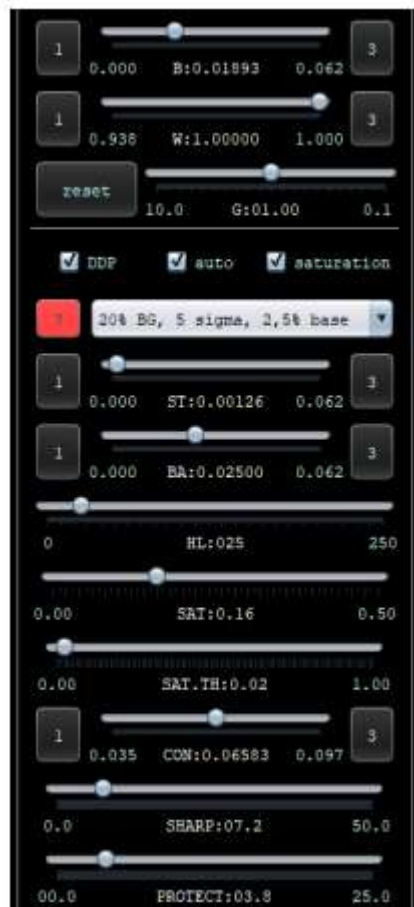 1 3
0.000 B:0.01893 0.062
1 3
0.938 W:1.00000 1.000
reset
10.0 G:01.00 0.1
DDP auto saturation
20% BG, 5 sigma, 2,5% base
1 3
0.000 ST:0.00126 0.062
1 3
0.000 BA:0.02500 0.062
0 HL:025 250
0.00 SAT:0.16 0.50
0.00 SAT.TH:0.02 1.00
1 3
0.035 CON:0.06583 0.097
0.0 SHARP:07.2 50.0
00.0 PROTECT:03.8 25.0